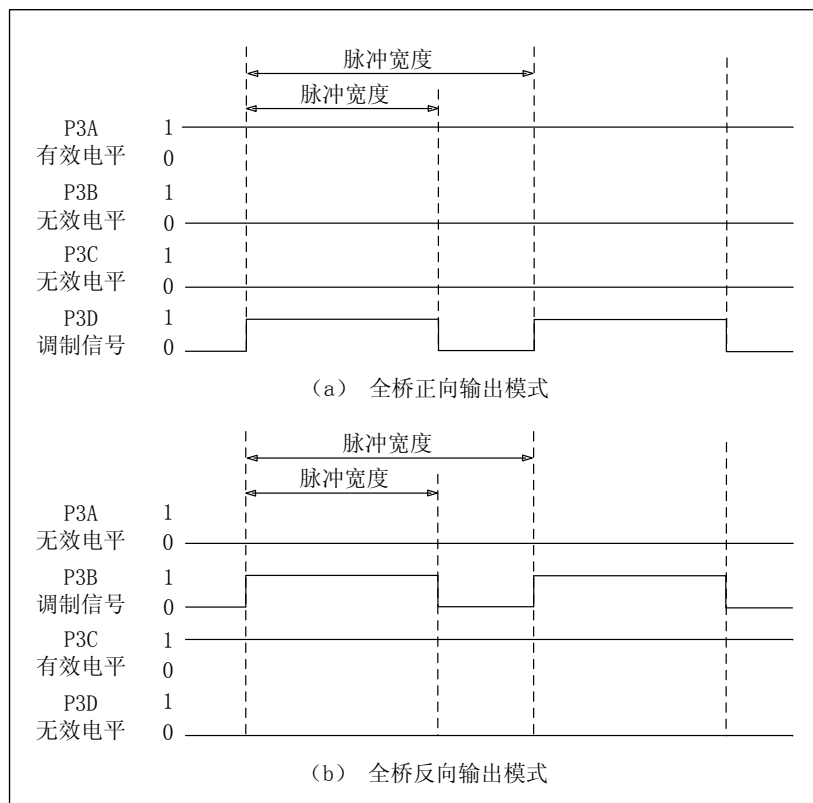 脉冲宽度
脉冲宽度
P3A 1
有效电平 0
P3B 1
无效电平 0
P3C 1
无效电平 0
P3D 1
调制信号 0
(a) 全桥正向输出模式
脉冲宽度
脉冲宽度
P3A 1
无效电平 0
P3B 1
调制信号 0
P3C 1
有效电平 0
P3D 1
无效电平 0
(b) 全桥反向输出模式